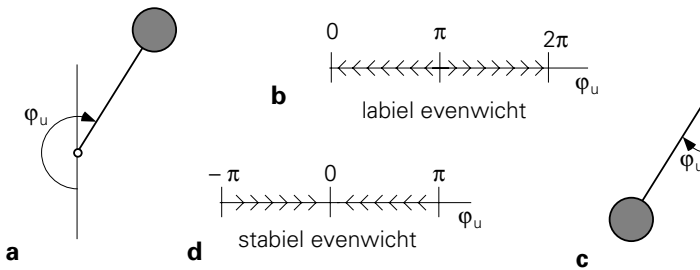 φu
a
b
0 π 2π
φu
labiel evenwicht
d
– π 0 π
φu
stabiel evenwicht
φu
c